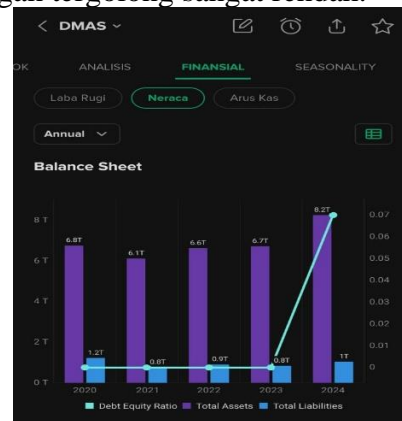 gan tergolong sangat rendah.
DMAS
OK ANALISIS FINANSIAL SEASONALITY
Laba Rugi Neraca Arus Kas
Annual
Balance Sheet
8.2T 0.07
8 T
6.8T 6.6T 6.7T 0.06
6.1T
6 T 0.05
0.04
4 T 0.03
0.02
2 T
1.2T 0.8T 0.9T 0.8T 1T 0.01
0
0 T
2020 2021 2022 2023 2024
Debt Equity Ratio Total Assets Total Liabilities